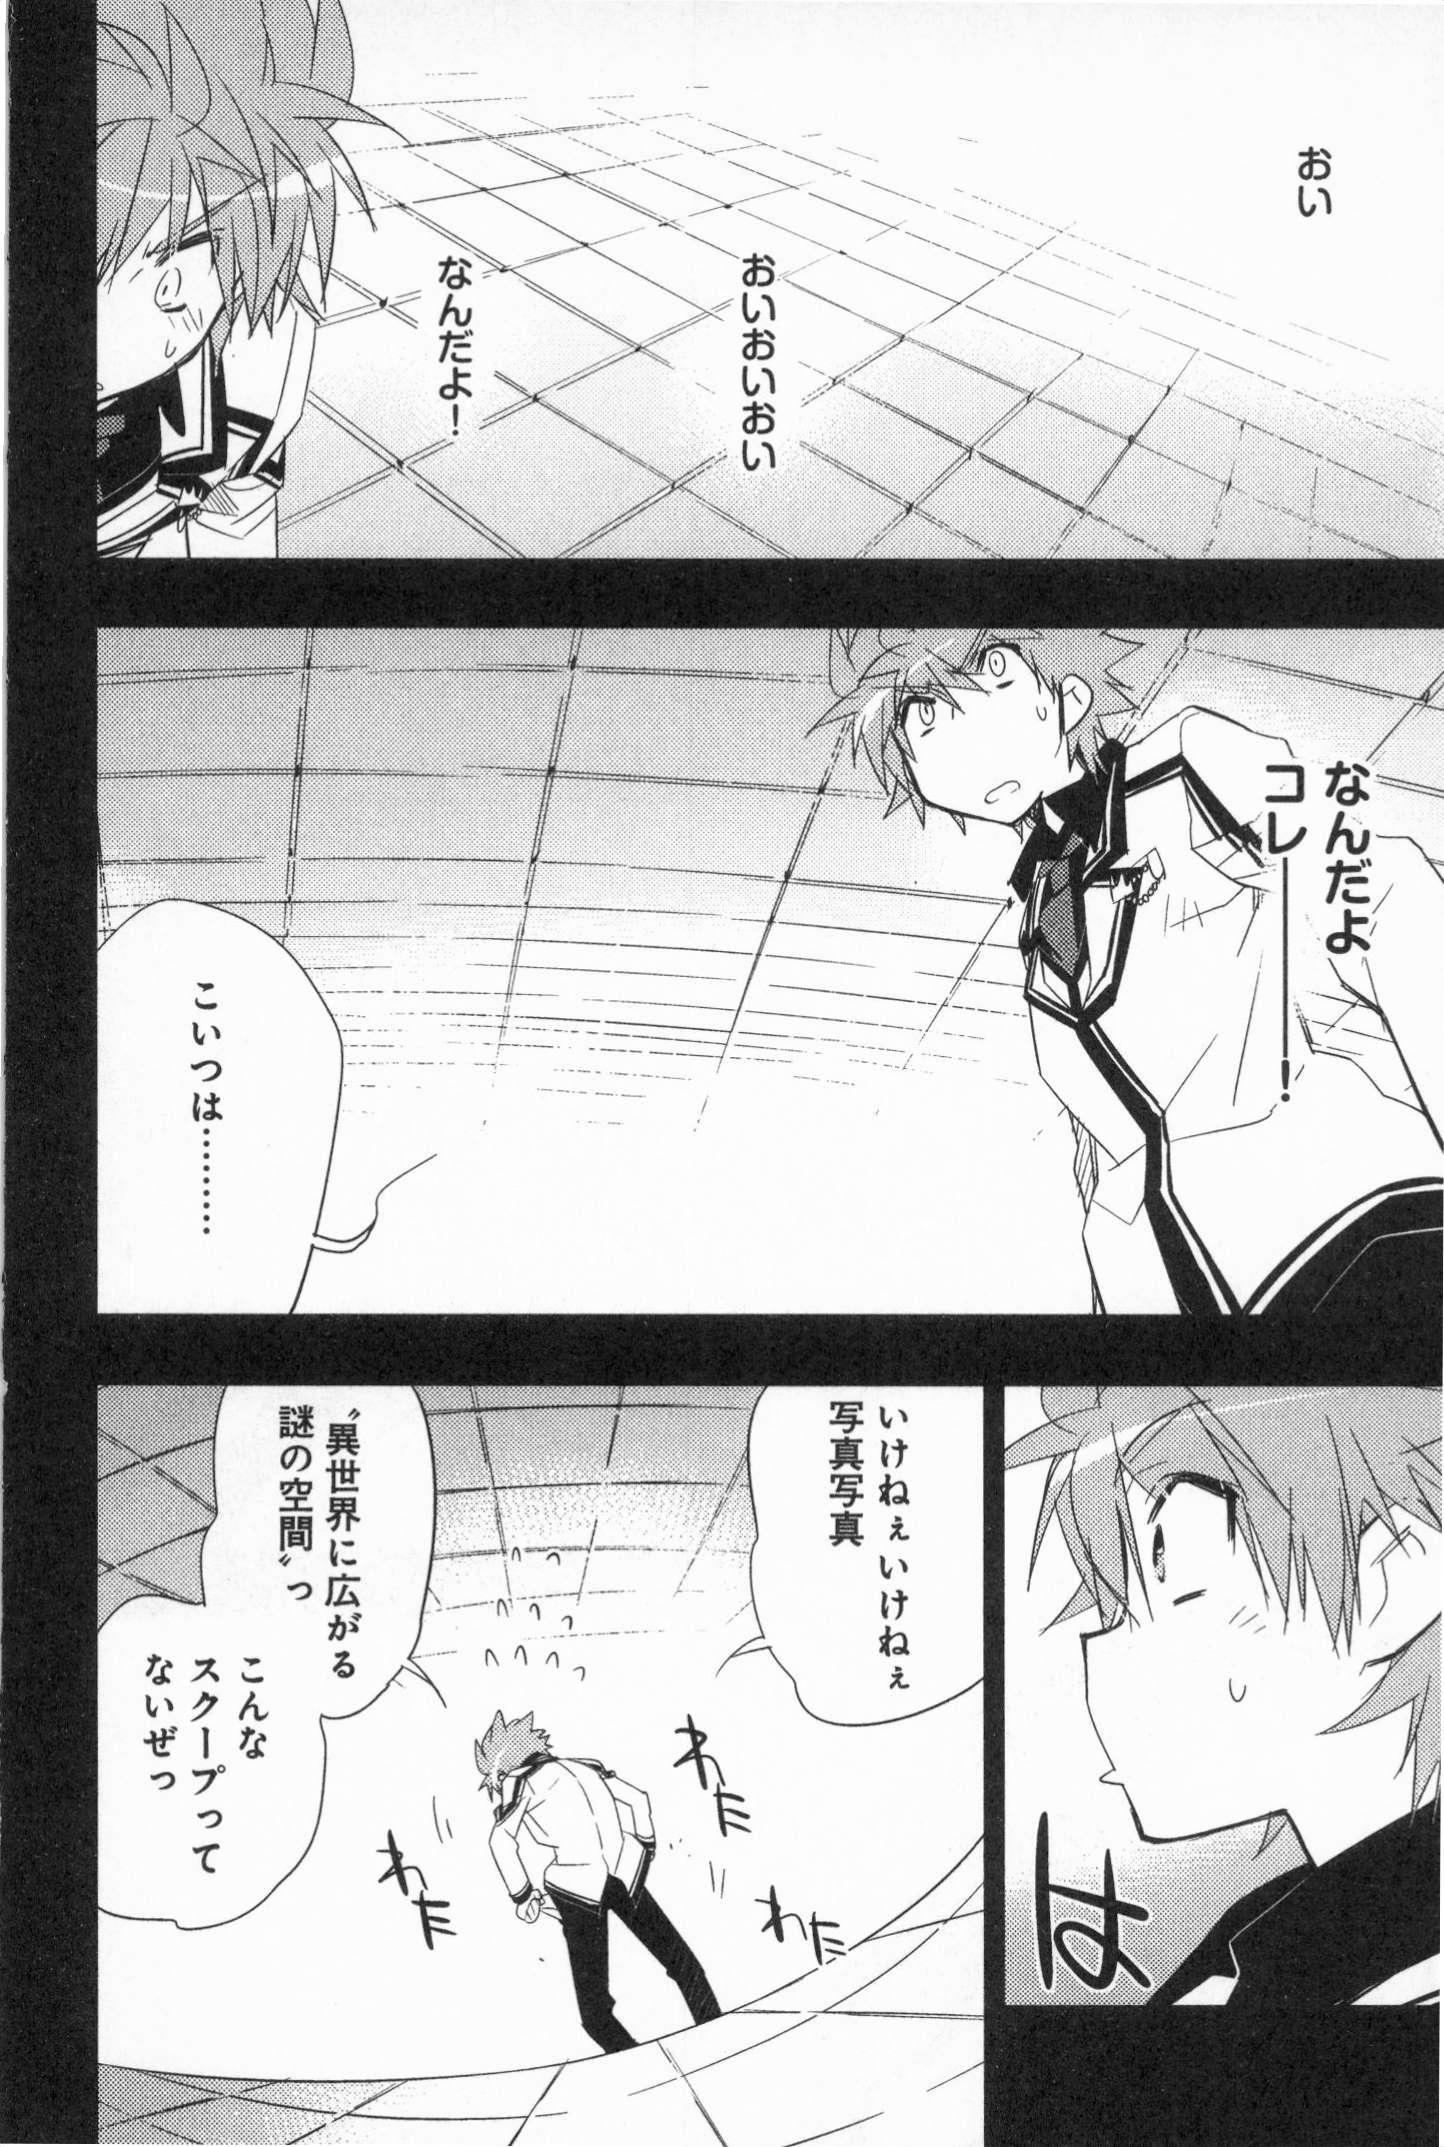 おい
おいおいおい
なんだよ！
なんだよ
コレ――！
こいつは………
は
いけねぇいけねぇ
写真写真
〝異世界に広がる
謎の空間〟っ
こんな
スクープって
ないぜっ
わた
わた
わた